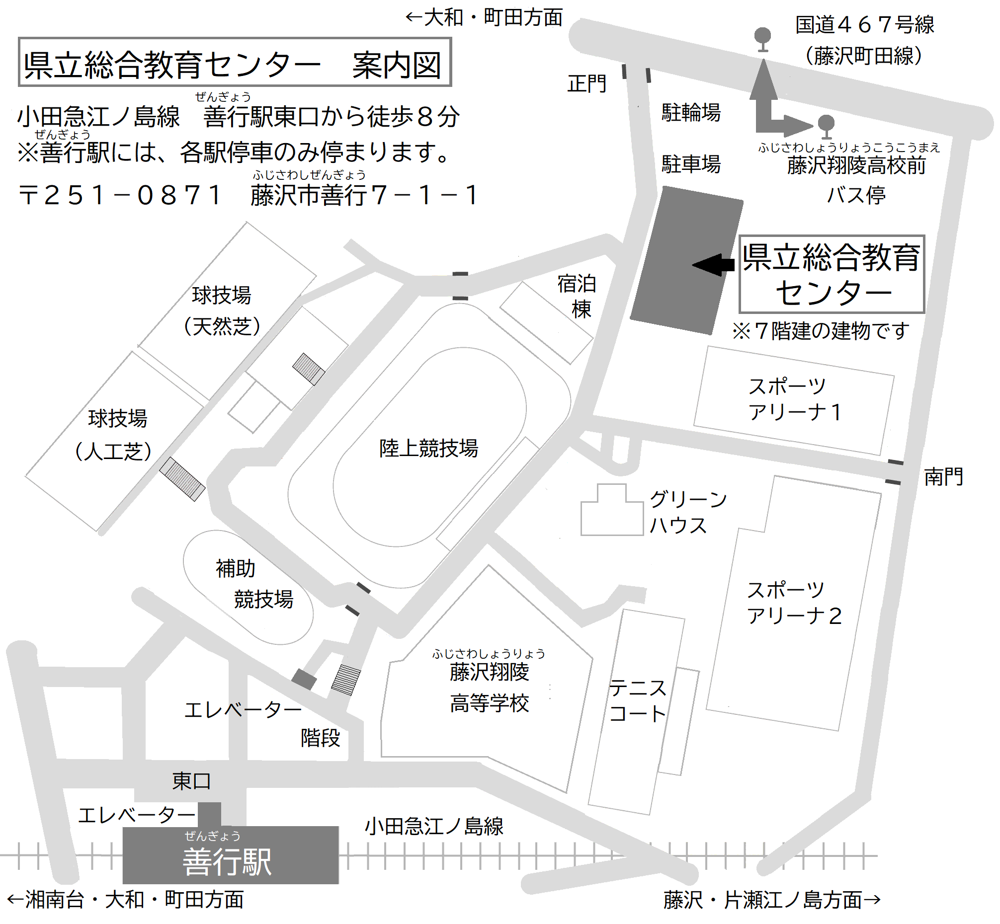 ←大和・町田方面
国道４６７号線
（藤沢町田線）
県立総合教育センター　案内図
正門
ぜんぎょう
小田急江ノ島線　善行駅東口から徒歩８分
駐輪場
ぜんぎょう
※善行駅には、各駅停車のみ停まります。
ふじさわしょうりょうこうこうまえ
藤沢翔陵高校前
バス停
駐車場
ふじさわしぜんぎょう
〒２５１－０８７１　藤沢市善行７－１－１
県立総合教育
センター
※７階建の建物です
宿泊
棟
球技場
（天然芝）
スポーツ
アリーナ１
球技場
（人工芝）
陸上競技場
南門
グリーン
ハウス
補助
競技場
スポーツ
アリーナ２
ふじさわしょうりょう
藤沢翔陵
高等学校
テニス
コート
エレベーター
階段
東口
エレベーター
小田急江ノ島線
ぜんぎょう
善行駅
←湘南台・大和・町田方面
藤沢・片瀬江ノ島方面→